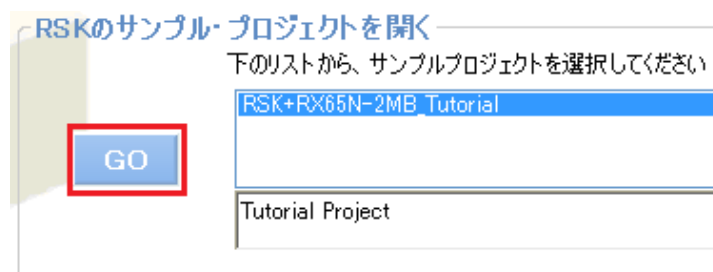 RSKのサンプル・プロジェクトを開く
下のリストから、サンプルプロジェクトを選択してください
RSK+RX65N-2MB_Tutorial
GO
Tutorial Project